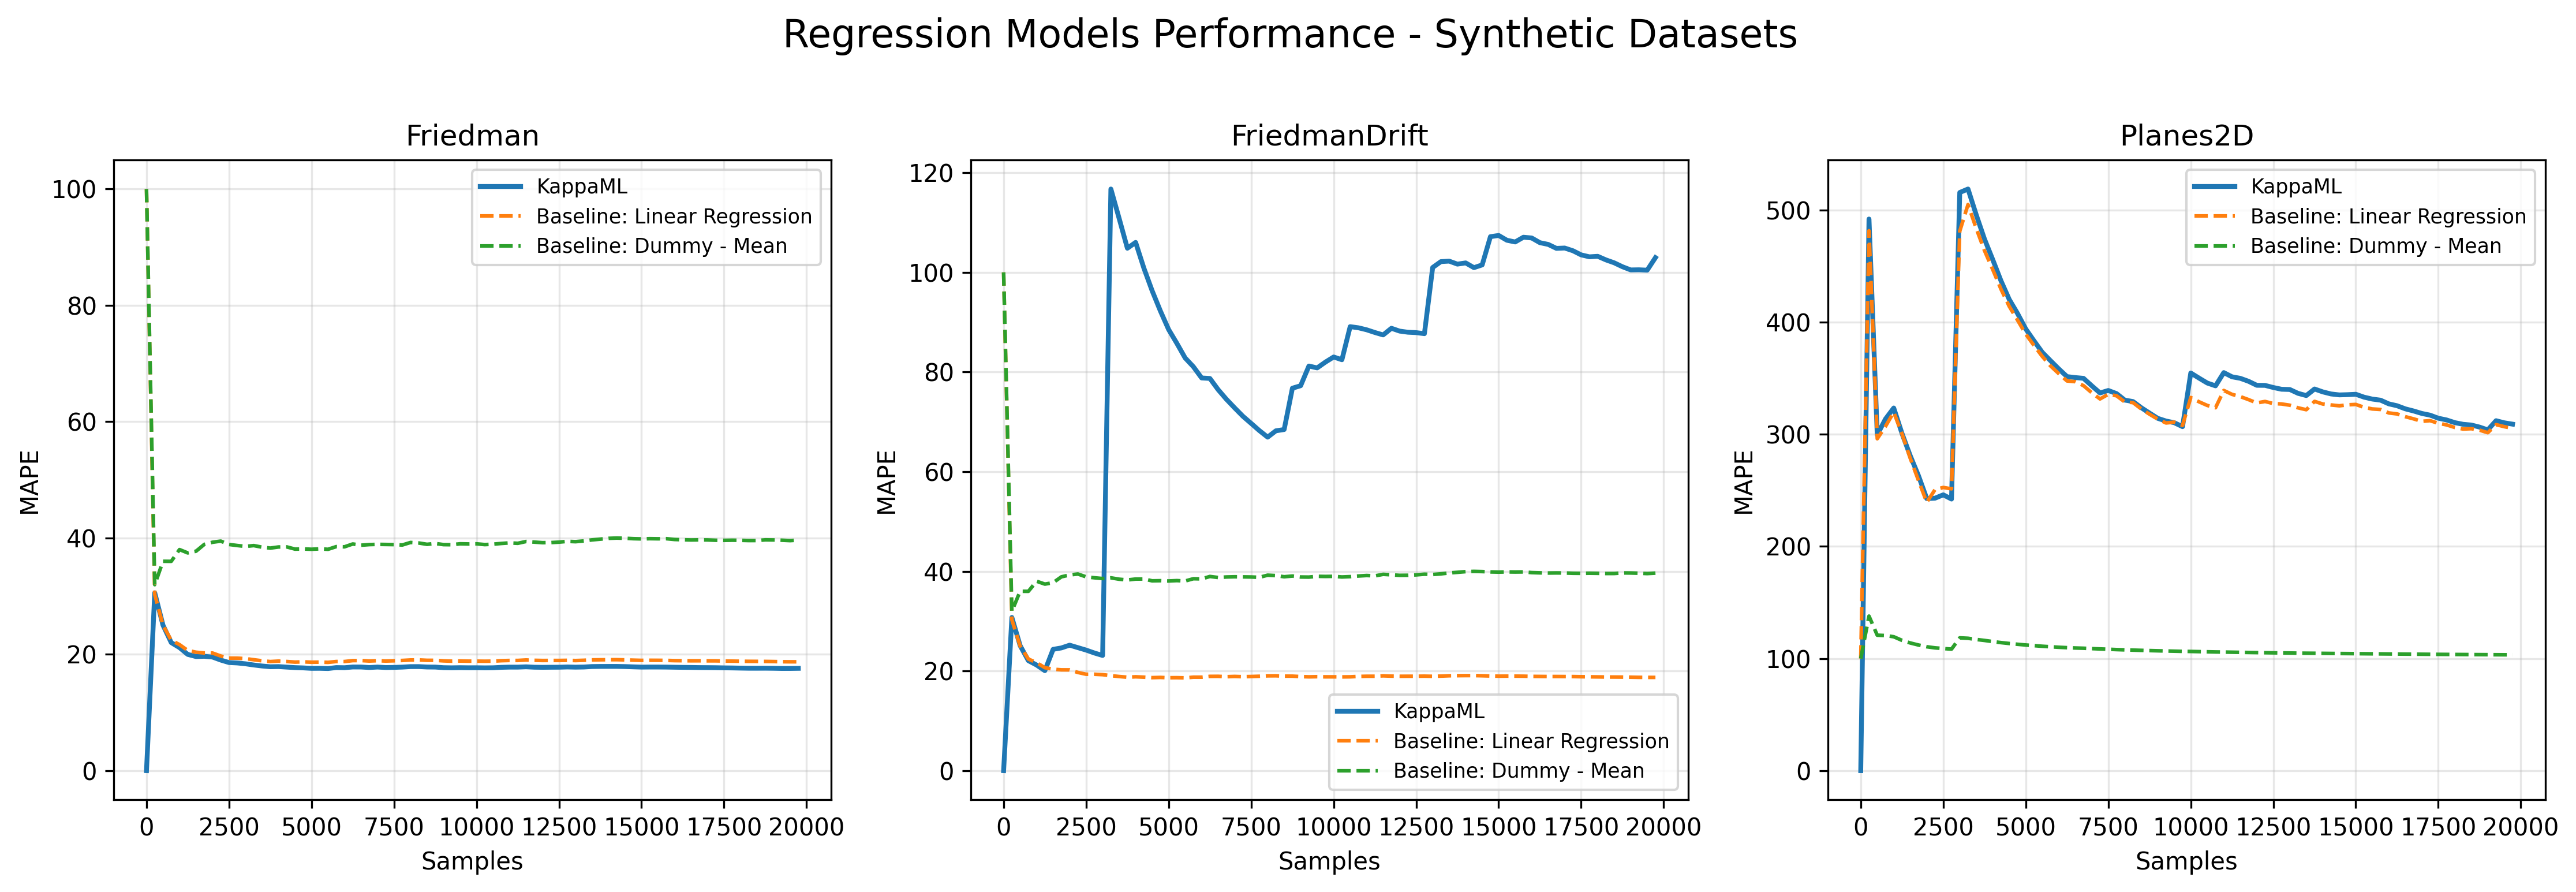 Regression Models Performance - Synthetic Datasets
Friedman
MAPE
100
80
60
40
20
0
KappaML
Baseline: Linear Regression
Baseline: Dummy - Mean
0 2500 5000 7500 10000 12500 15000 17500 20000
Samples
FriedmanDrift
MAPE
120
100
80
60
40
20
0
KappaML
Baseline: Linear Regression
Baseline: Dummy - Mean
0 2500 5000 7500 10000 12500 15000 17500 20000
Samples
Planes2D
MAPE
500
400
300
200
100
0
KappaML
Baseline: Linear Regression
Baseline: Dummy - Mean
0 2500 5000 7500 10000 12500 15000 17500 20000
Samples